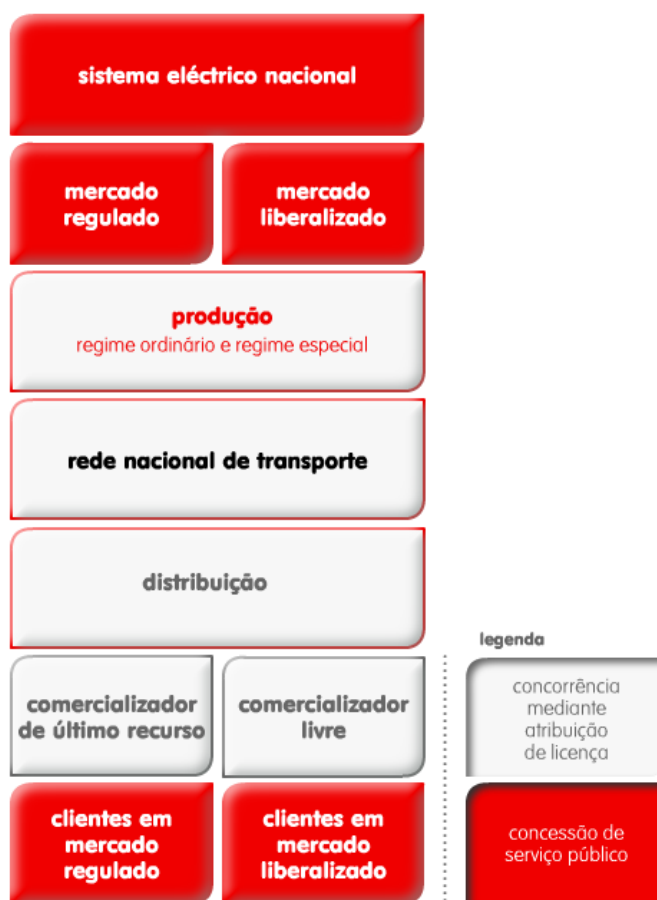 sistema eléctrico nacional
mercado
regulado
mercado
liberalizado
produção
regime ordinário e regime especial
rede nacional de transporte
distribuição
comercializador
de último recurso
comercializador
livre
clientes em
mercado
regulado
clientes em
mercado
liberalizado
legenda
concorrência
mediante
atribuição
de licença
concessão de
serviço público